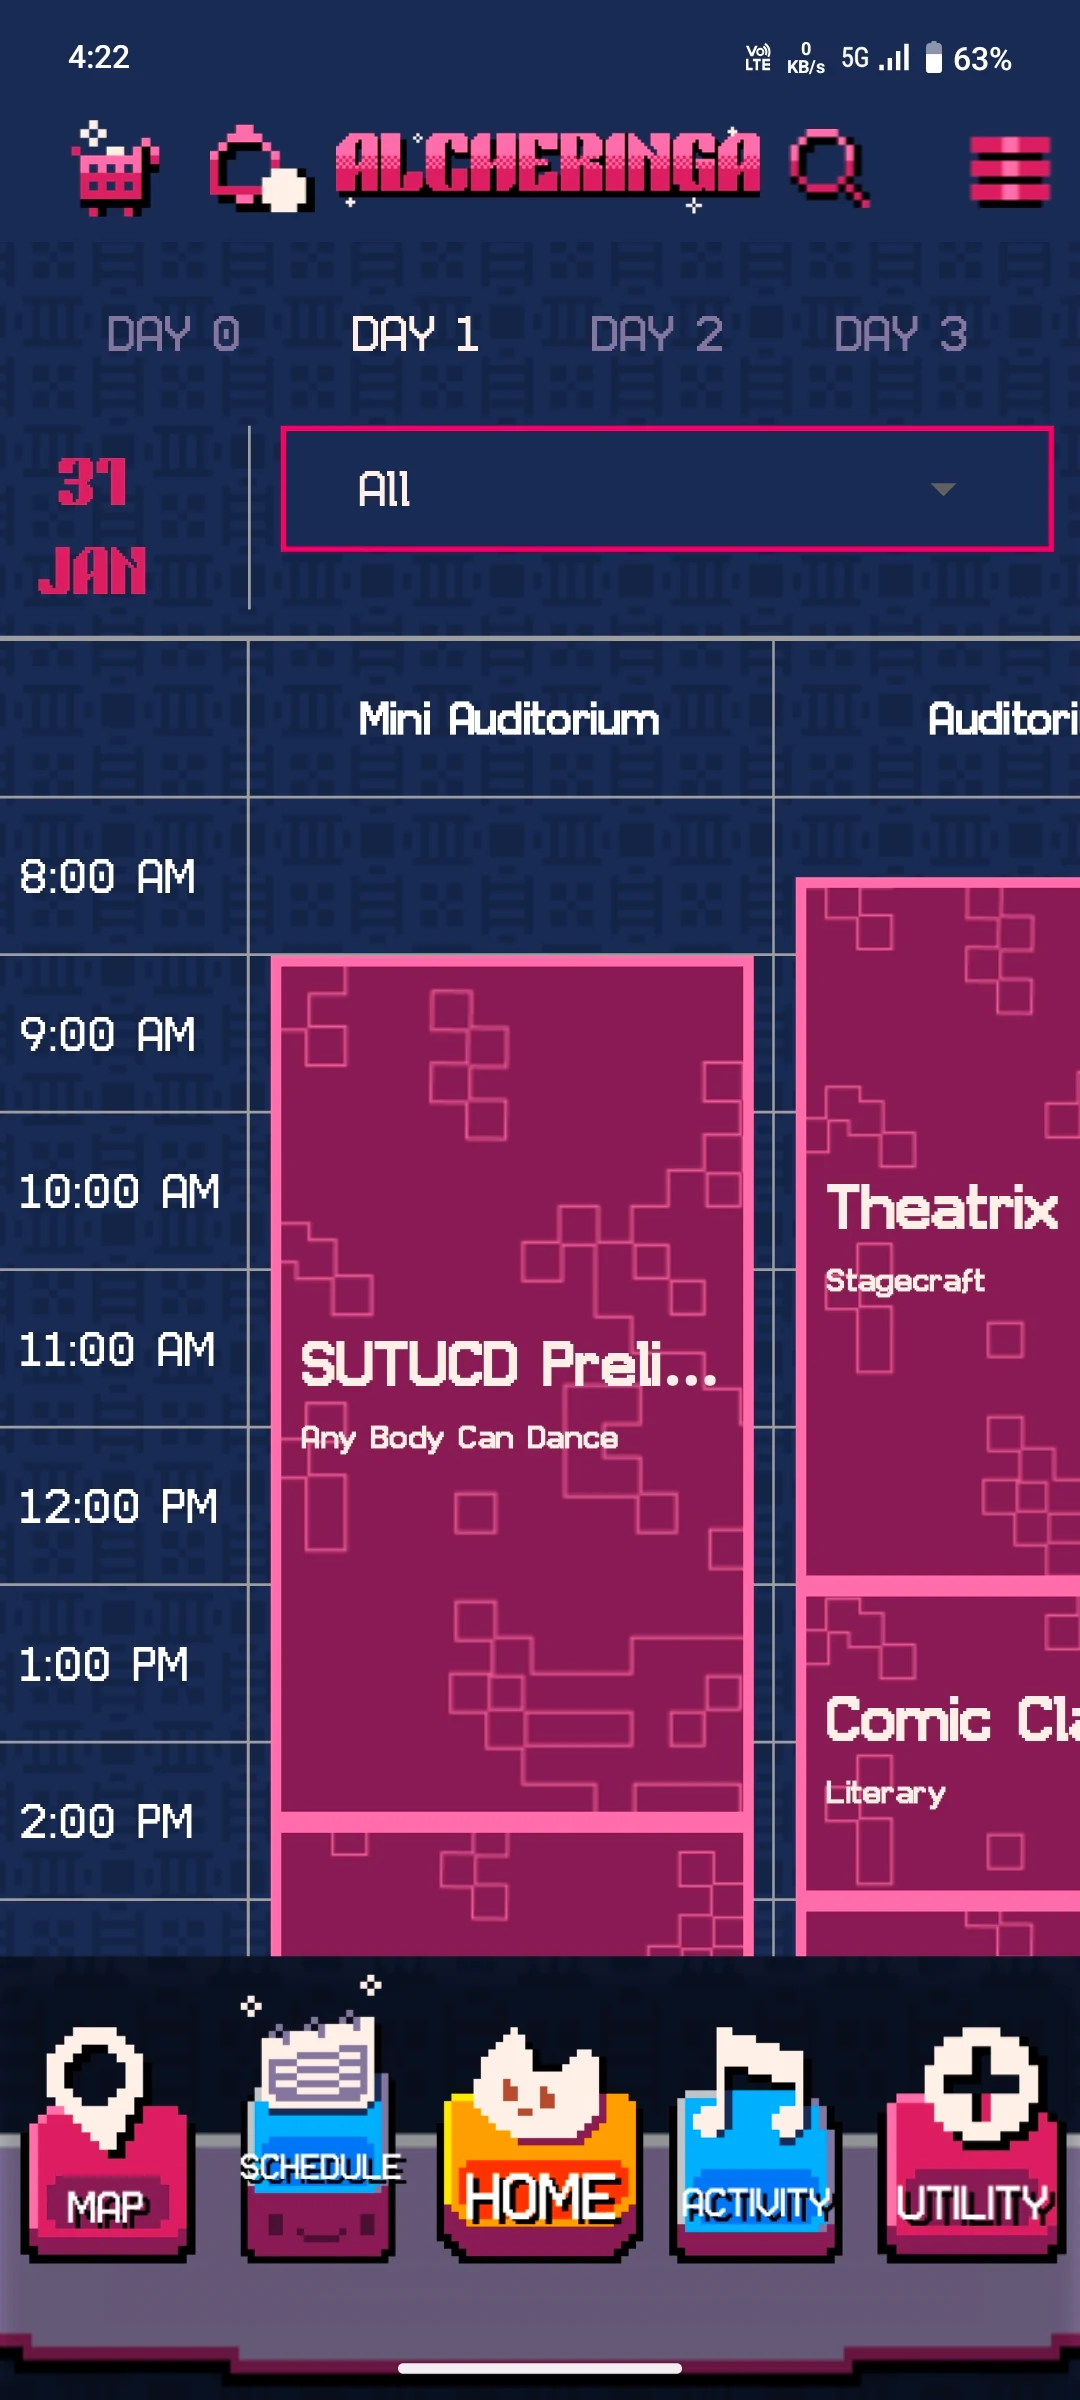 4:22
Vo)) LTE
0 KB/s
5G
63%
ALCHERINGA
DAY 0
DAY 1
DAY 2
DAY 3
31
JAN
All
Mini Auditorium
Auditori
8:00 AM
9:00 AM
10:00 AM
Theatrix
Stagecraft
11:00 AM
SUTUCD Preli...
Any Body Can Dance
12:00 PM
1:00 PM
Comic Cla
Literary
2:00 PM
MAP
SCHEDULE
HOME
ACTIVITY
UTILITY